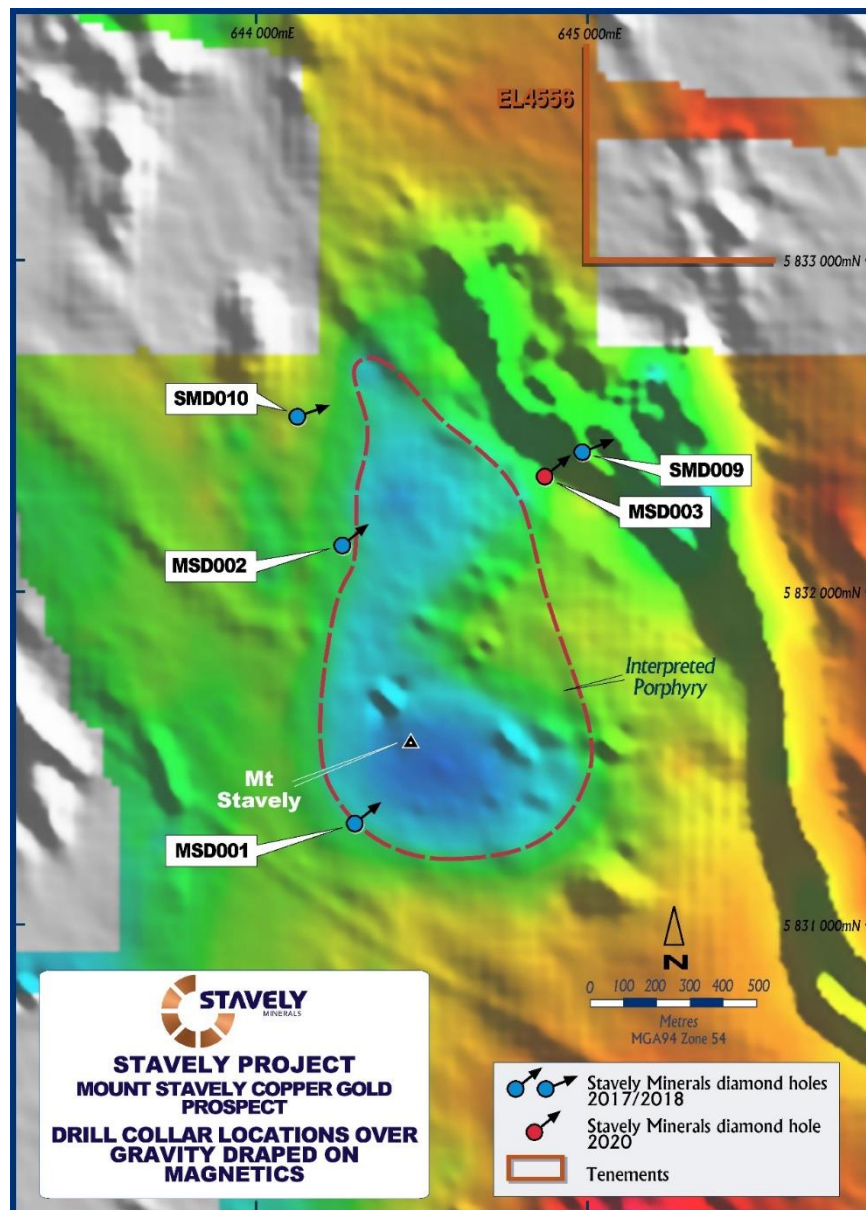 644 000mE
645 000mE
EL4556
5 833 000mN
SMD010
SMD009
MSD003
MSD002
5 832 000mN
Interpreted
Porphyry
Mt
Stavely
MSD001
5 831 000mN
N
0 100 200 300 400 500
Metres
MGA94 Zone 54
STAVELY
MINERALS
STAVELY PROJECT
MOUNT STAVELY COPPER GOLD
PROSPECT
DRILL COLLAR LOCATIONS OVER
GRAVITY DRAPED ON
MAGNETICS
Stavely Minerals diamond holes
2017/2018
Stavely Minerals diamond hole
2020
Tenements